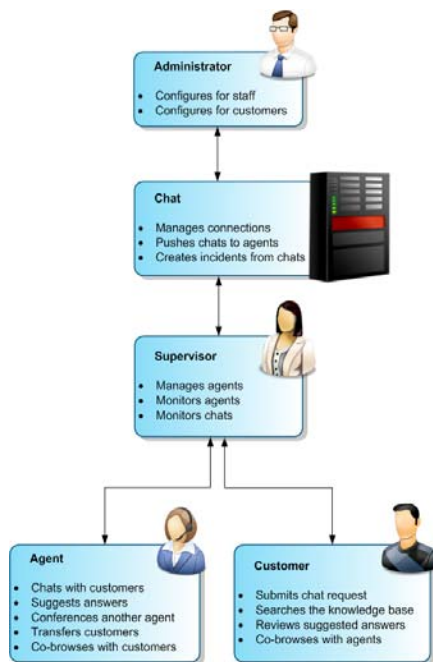 Administrator
• Configures for staff
• Configures for customers
Chat
• Manages connections
• Pushes chats to agents
• Creates incidents from chats
Supervisor
• Manages agents
• Monitors agents
• Monitors chats
Agent
• Chats with customers
• Suggests answers
• Conferences another agent
• Transfers customers
• Co-browses with customers
Customer
• Submits chat request
• Searches the knowledge base
• Reviews suggested answers
• Co-browses with agents